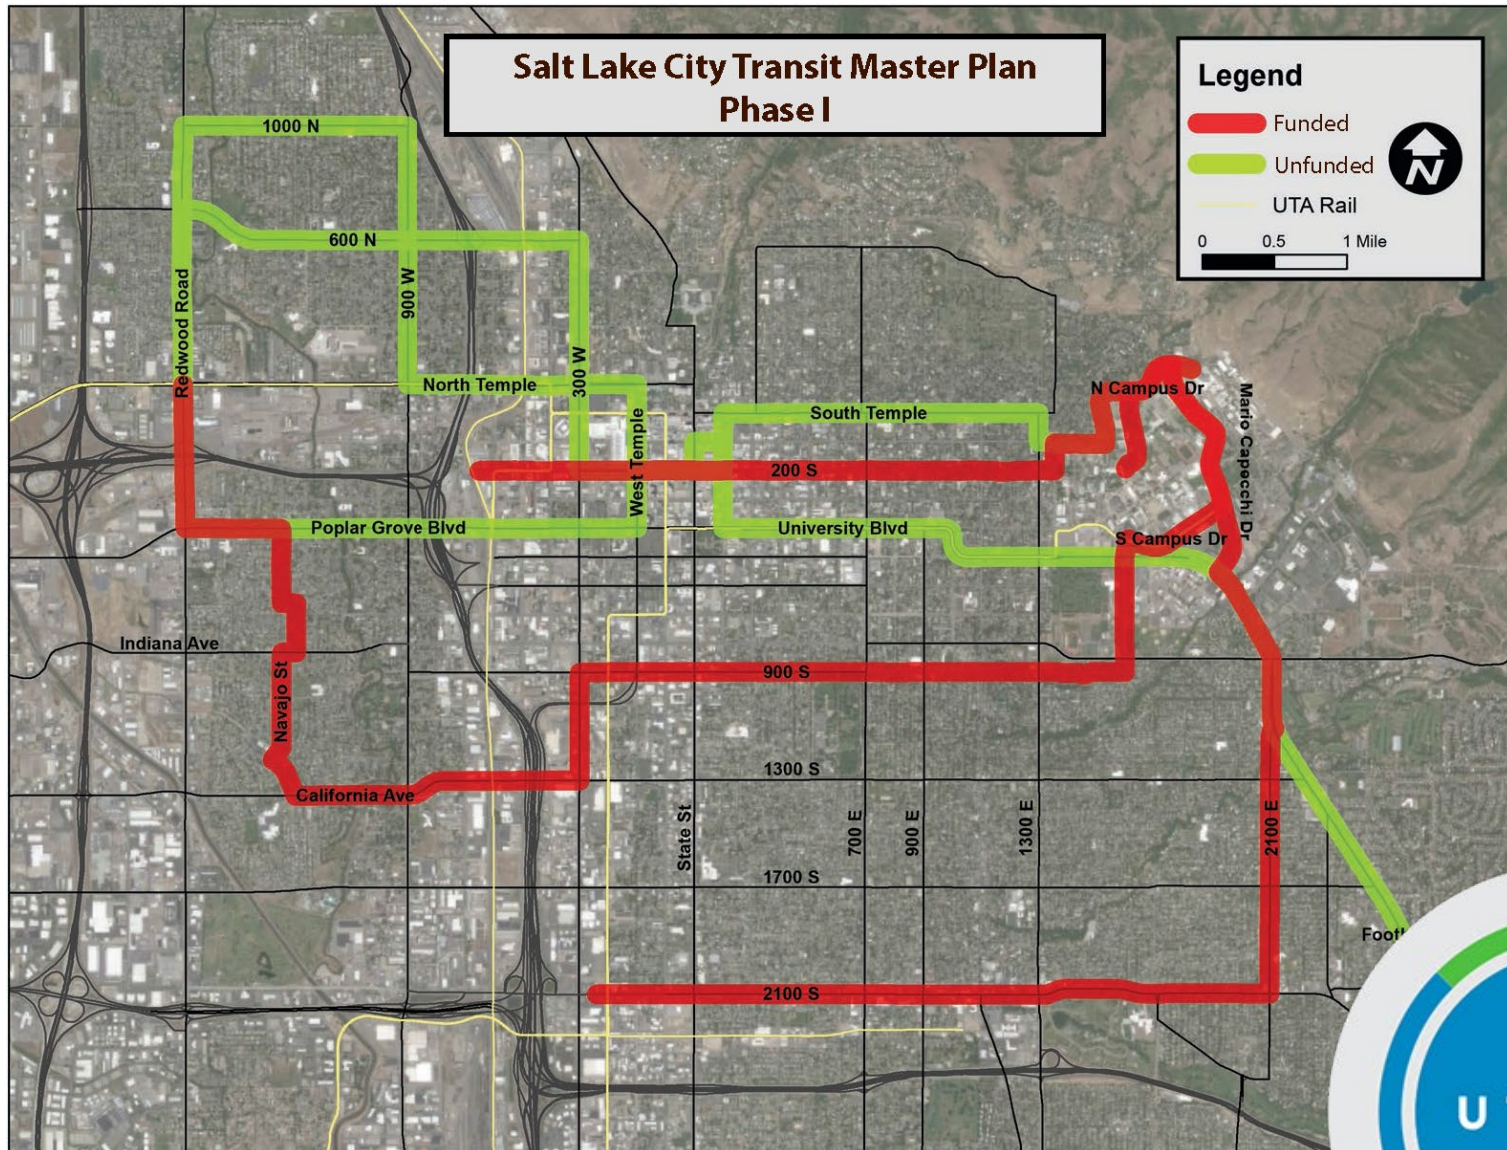 Salt Lake City Transit Master Plan
Phase I
Legend
Funded
Unfunded
N
UTA Rail
0 0.5 1 Mile
1000 N
600 N
Redwood Road
900 W
300 W
North Temple
South Temple
N Campus Dr
Mario Capecchi Dr
West Temple
200 S
Poplar Grove Blvd
University Blvd
S Campus Dr
Indiana Ave
Navajo St
900 S
California Ave
1300 S
State St
700 E
900 E
1300 E
2100 E
1700 S
2100 S
U